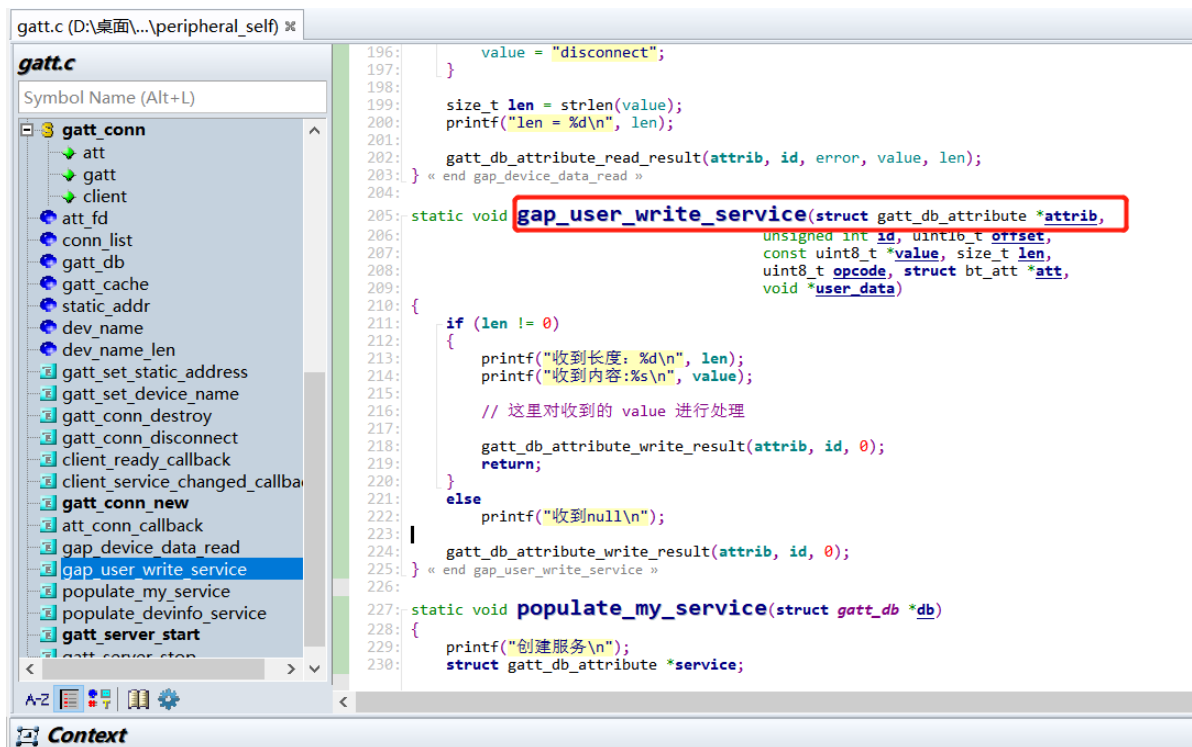 gatt.c (D:\桌面\...\peripheral_self)
gatt.c
Symbol Name (Alt+L)
gatt_conn
att
gatt
client
att_fd
conn_list
gatt_db
gatt_cache
static_addr
dev_name
dev_name_len
gatt_set_static_address
gatt_set_device_name
gatt_conn_destroy
gatt_conn_disconnect
client_ready_callback
client_service_changed_callba
gatt_conn_new
att_conn_callback
gap_device_data_read
gap_user_write_service
populate_my_service
populate_devinfo_service
gatt_server_start
gatt_server_stop
A-Z
196: value = "disconnect";
197: }
198:
199: size_t len = strlen(value);
200: printf("len = %d\n", len);
201:
202: gatt_db_attribute_read_result(attrib, id, error, value, len);
203: } « end gap_device_data_read »
204:
205: static void gap_user_write_service(struct gatt_db_attribute *attrib,
206: unsigned int id, uint16_t offset,
207: const uint8_t *value, size_t len,
208: uint8_t opcode, struct bt_att *att,
209: void *user_data)
210: {
211: if (len != 0)
212: {
213: printf("收到长度：%d\n", len);
214: printf("收到内容:%s\n", value);
215:
216: // 这里对收到的 value 进行处理
217:
218: gatt_db_attribute_write_result(attrib, id, 0);
219: return;
220: }
221: else
222: printf("收到null\n");
223:
224: gatt_db_attribute_write_result(attrib, id, 0);
225: } « end gap_user_write_service »
226:
227: static void populate_my_service(struct gatt_db *db)
228: {
229: printf("创建服务\n");
230: struct gatt_db_attribute *service;
Context